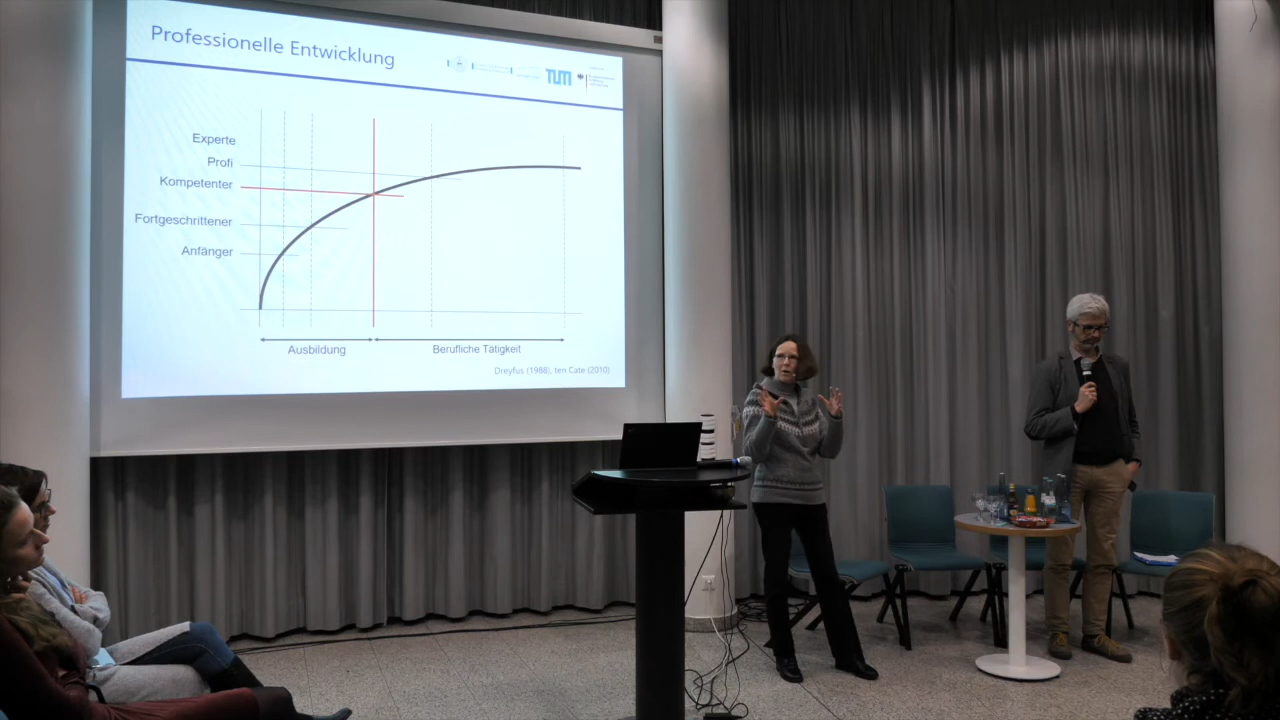 Professionelle Entwicklung
TUM
Experte
Profi
Kompetenter
Fortgeschrittener
Anfänger
Ausbildung
Berufliche Tätigkeit
Dreyfus (1988), ten Cate (2010)